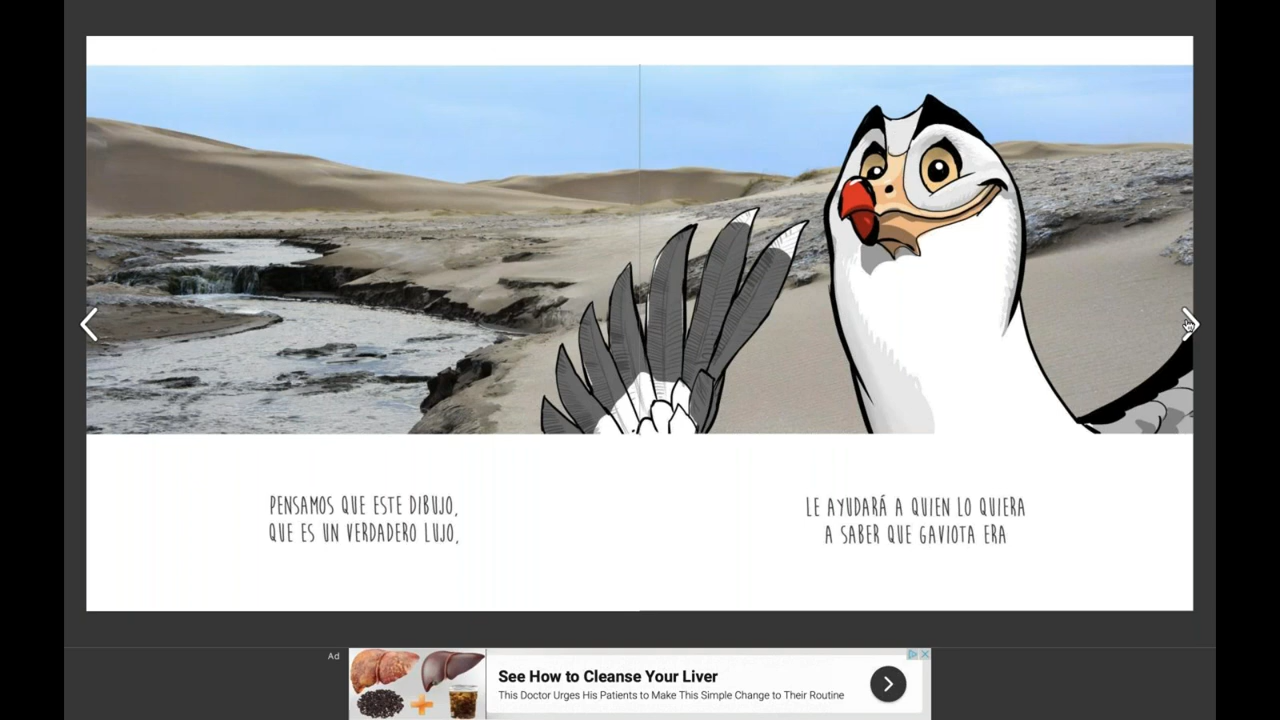 PENSAMOS QUE ESTE DIBUJO,
QUE ES UN VERDADERO LUJO,
LE AYUDARÁ A QUIEN LO QUIERA
A SABER QUE GAVIOTA ERA
Ad
See How to Cleanse Your Liver
This Doctor Urges His Patients to Make This Simple Change to Their Routine